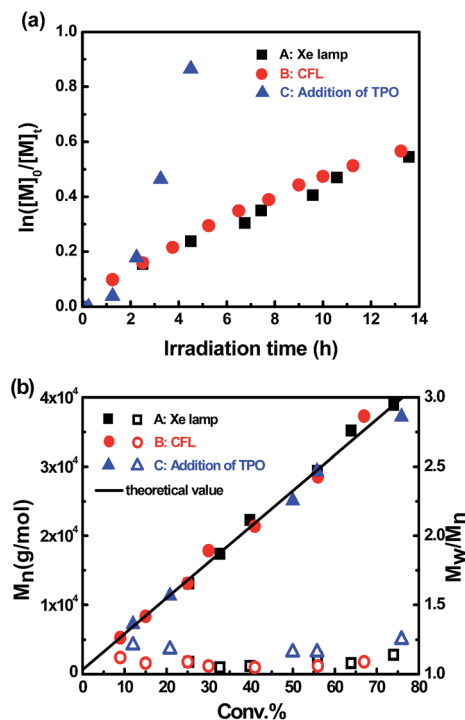 (a)
1.0
0.8
0.6
0.4
0.2
0.0
ln([M]0/[M]t)
A: Xe lamp
B: CFL
C: Addition of TPO
0 2 4 6 8 10 12 14
Irradiation time (h)
(b)
4x10^4
3x10^4
2x10^4
1x10^4
0
Mn(g/mol)
A: Xe lamp
B: CFL
C: Addition of TPO
theoretical value
3.0
2.5
2.0
1.5
1.0
Mw/Mn
0 10 20 30 40 50 60 70 80
Conv.%